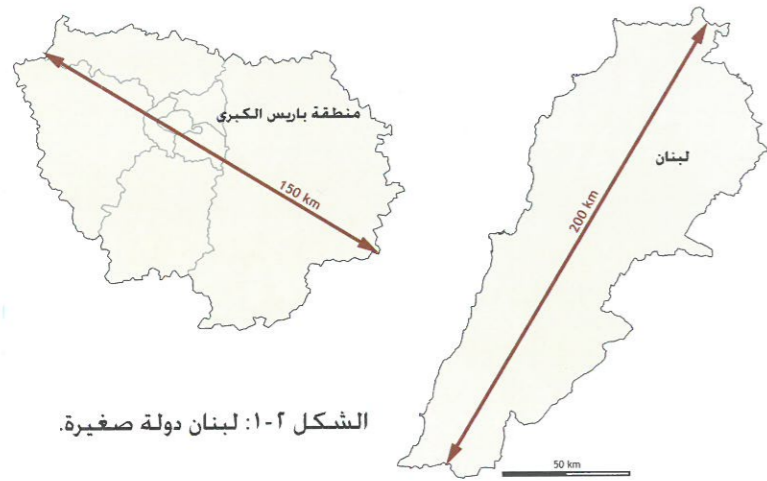 منطقة باريس الكبرى
150 km
لبنان
200 km
الشكل ٢-١: لبنان دولة صغيرة.
50 km